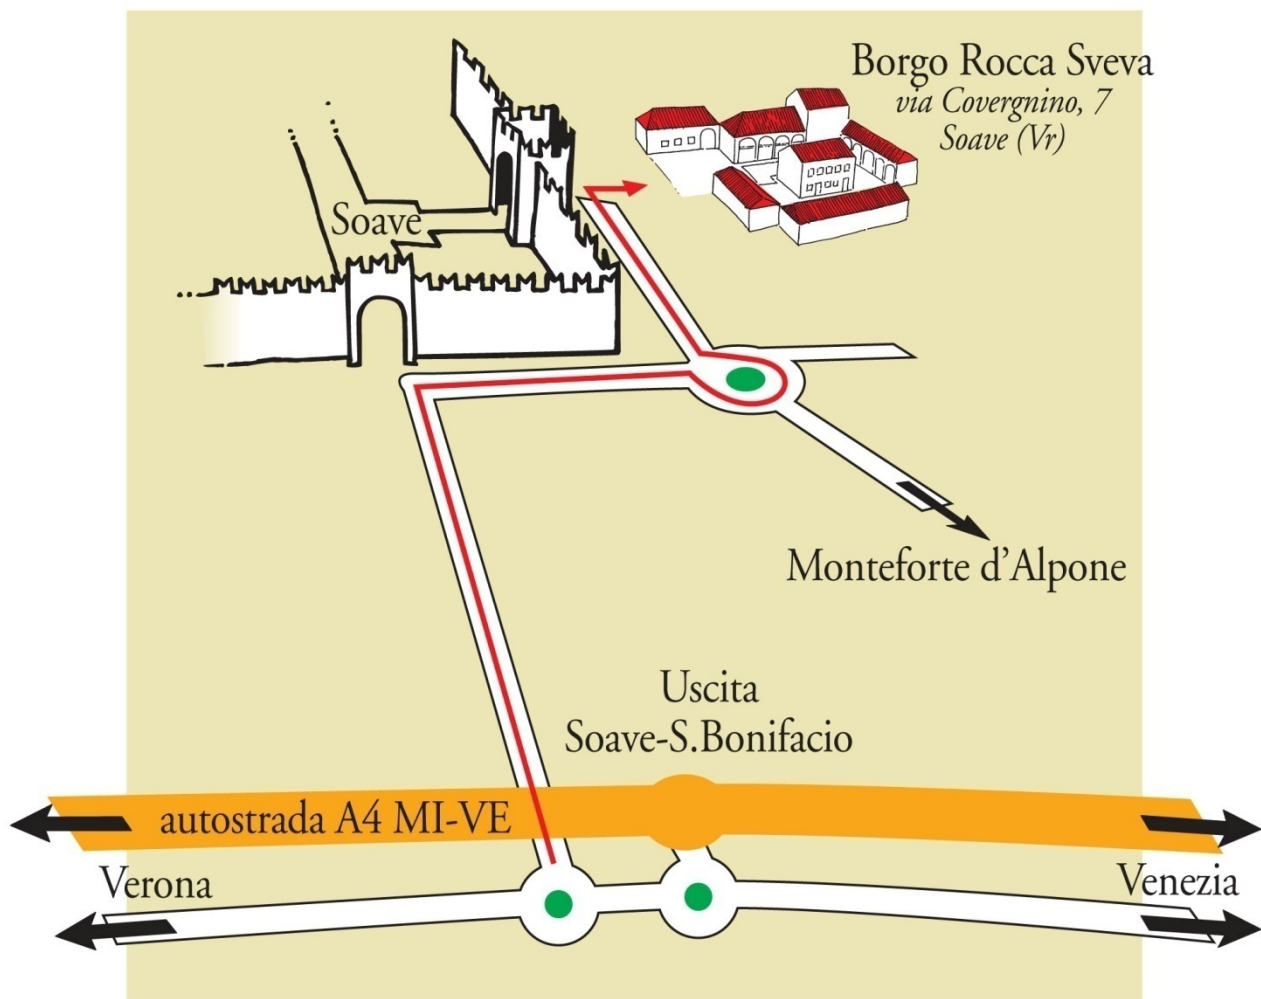 Borgo Rocca Sveva
via Covergnino, 7
Soave (Vr)
Soave
Monteforte d'Alpone
Uscita
Soave-S.Bonifacio
autostrada A4 MI-VE
Verona
Venezia